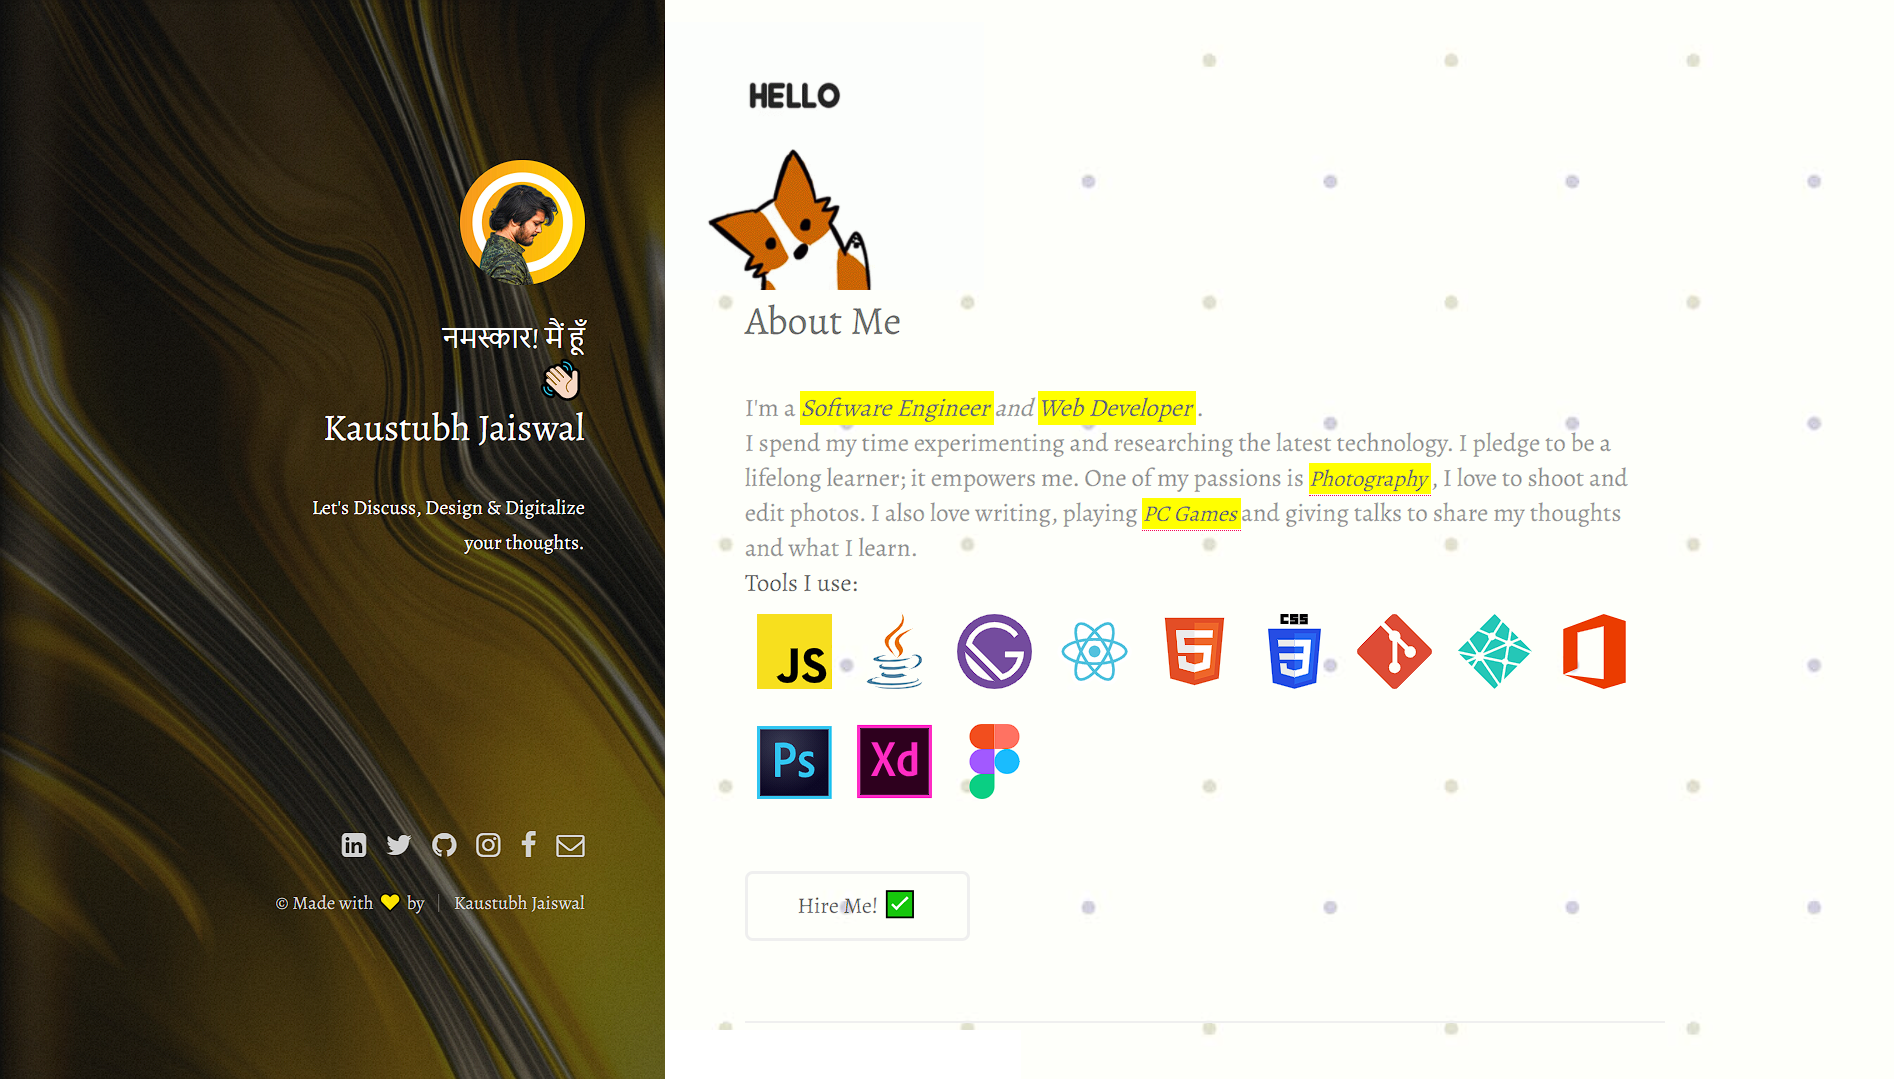 नमस्कार! मैं हूँ
Kaustubh Jaiswal
Let's Discuss, Design & Digitalize
your thoughts.
© Made with 💛 by | Kaustubh Jaiswal
HELLO
About Me
I'm a Software Engineer and Web Developer .
I spend my time experimenting and researching the latest technology. I pledge to be a
lifelong learner; it empowers me. One of my passions is Photography, I love to shoot and
edit photos. I also love writing, playing PC Games and giving talks to share my thoughts
and what I learn.
Tools I use:
JS
5
CSS
3
Ps
Xd
Hire Me! ✅